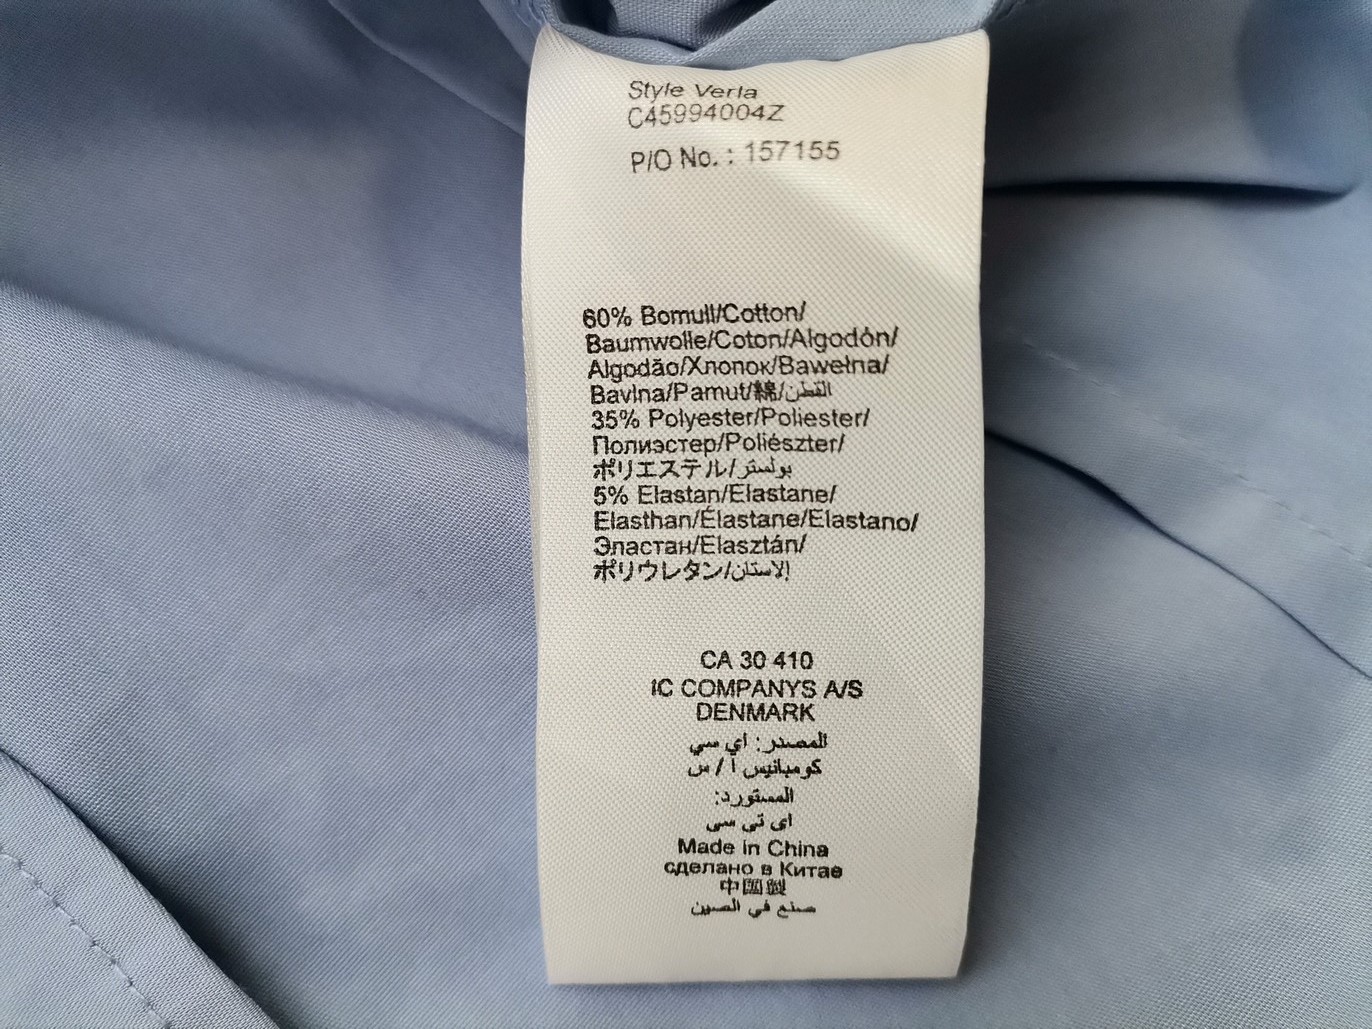 Style Verla
C45994004Z
P/O No. : 157155
60% Bomull/Cotton/
Baumwolle/Coton/Algodón/
Algodão/Хлопок/Bawełna/
Bavlna/Pamut/綿/القطن
35% Polyester/Poliester/
Полиэстер/Poliészter/
ポリエステル/بولستر
5% Elastan/Elastane/
Elasthan/Élastane/Elastano/
Эластан/Elasztán/
ポリウレタン/الاستان
CA 30 410
IC COMPANYS A/S
DENMARK
المصدر: اي سي
كومبانيس ا / س
المستورد:
اى تى سى
Made in China
сделано в Китае
中國製
صنع في الصين